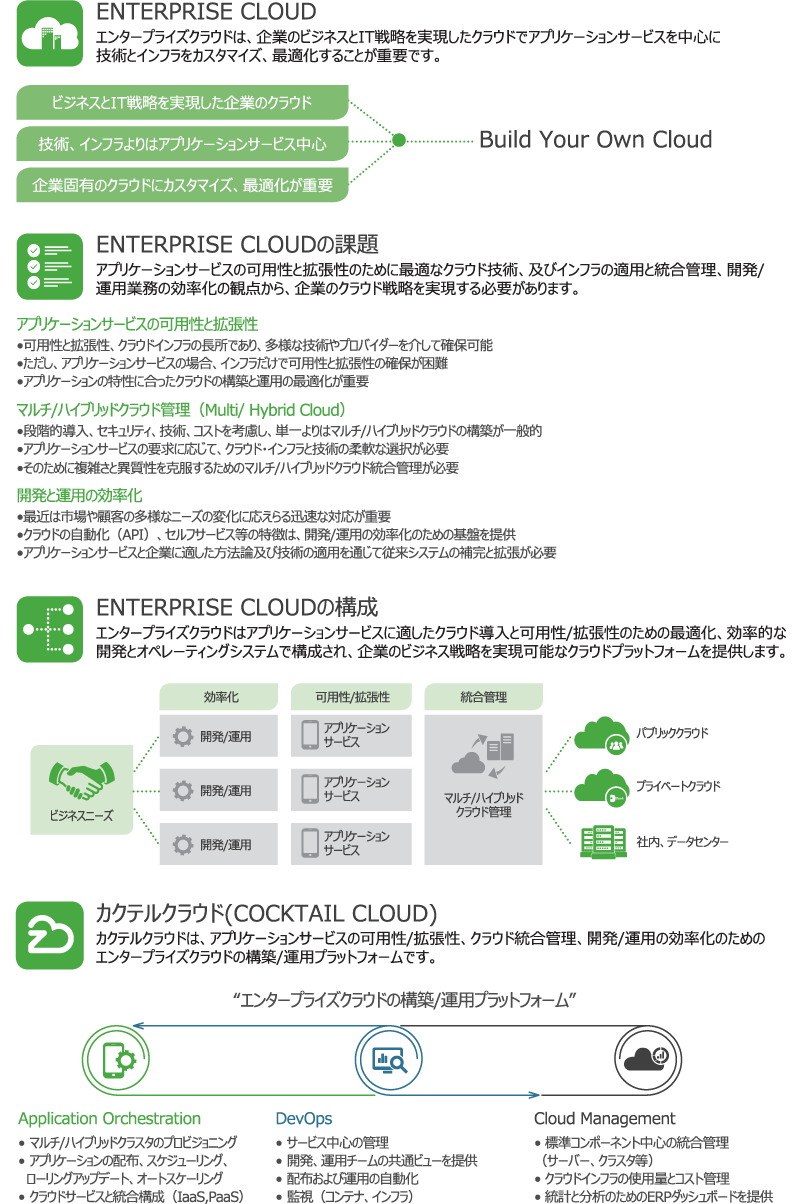 ENTERPRISE CLOUD
エンタープライズクラウドは、企業のビジネスとIT戦略を実現したクラウドでアプリケーションサービスを中心に
技術とインフラをカスタマイズ、最適化することが重要です。
ビジネスとIT戦略を実現した企業のクラウド
技術、インフラよりはアプリケーションサービス中心
企業固有のクラウドにカスタマイズ、最適化が重要
Build Your Own Cloud
ENTERPRISE CLOUDの課題
アプリケーションサービスの可用性と拡張性のために最適なクラウド技術、及びインフラの適用と統合管理、開発/
運用業務の効率化の観点から、企業のクラウド戦略を実現する必要があります。
アプリケーションサービスの可用性と拡張性
●可用性と拡張性、クラウドインフラの長所であり、多様な技術やプロバイダーを介して確保可能
●ただし、アプリケーションサービスの場合、インフラだけで可用性と拡張性の確保が困難
●アプリケーションの特性に合ったクラウドの構築と運用の最適化が重要
マルチ/ハイブリッドクラウド管理（Multi/ Hybrid Cloud）
●段階的導入、セキュリティ、技術、コストを考慮し、単一よりはマルチ/ハイブリッドクラウドの構築が一般的
●アプリケーションサービスの要求に応じて、クラウド・インフラと技術の柔軟な選択が必要
●そのために複雑さと異質性を克服するためのマルチ/ハイブリッドクラウド統合管理が必要
開発と運用の効率化
●最近は市場や顧客の多様なニーズの変化に応えらる迅速な対応が重要
●クラウドの自動化（API）、セルフサービス等の特徴は、開発/運用の効率化のための基盤を提供
●アプリケーションサービスと企業に適した方法論及び技術の適用を通じて従来システムの補完と拡張が必要
ENTERPRISE CLOUDの構成
エンタープライズクラウドはアプリケーションサービスに適したクラウド導入と可用性/拡張性のための最適化、効率的な
開発とオペレーティングシステムで構成され、企業のビジネス戦略を実現可能なクラウドプラットフォームを提供します。
効率化
可用性/拡張性
統合管理
ビジネスニーズ
開発/運用
アプリケーション
サービス
開発/運用
アプリケーション
サービス
開発/運用
アプリケーション
サービス
マルチ/ハイブリッド
クラウド管理
パブリッククラウド
プライベートクラウド
社内、データセンター
カクテルクラウド(COCKTAIL CLOUD)
カクテルクラウドは、アプリケーションサービスの可用性/拡張性、クラウド統合管理、開発/運用の効率化のための
エンタープライズクラウドの構築/運用プラットフォームです。
“エンタープライズクラウドの構築/運用プラットフォーム”
Application Orchestration
● マルチ/ハイブリッドクラスタのプロビジョニング
● アプリケーションの配布、スケジューリング、
ローリングアップデート、オートスケーリング
● クラウドサービスと統合構成（IaaS,PaaS）
DevOps
● サービス中心の管理
● 開発、運用チームの共通ビューを提供
● 配布および運用の自動化
● 監視（コンテナ、インフラ）
Cloud Management
● 標準コンポーネント中心の統合管理
（サーバー、クラスタ等）
● クラウドインフラの使用量とコスト管理
● 統計と分析のためのERPダッシュボードを提供